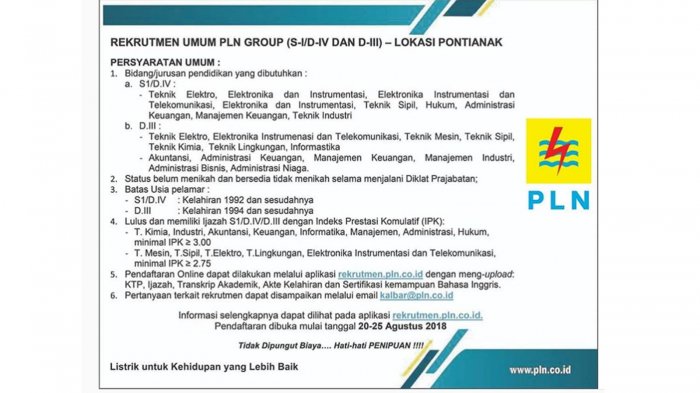 REKRUTMEN UMUM PLN GROUP (S-I/D-IV DAN D-III) – LOKASI PONTIANAK
PERSYARATAN UMUM :
1. Bidang/jurusan pendidikan yang dibutuhkan :
a. S1/D.IV :
- Teknik Elektro, Elektronika dan Instrumentasi, Elektronika Instrumentasi dan
Telekomunikasi, Elektronika dan Instrumentasi, Teknik Sipil, Hukum, Administrasi
Keuangan, Manajemen Keuangan, Teknik Industri
b. D.III :
- Teknik Elektro, Elektronika Instrumenasi dan Telekomunikasi, Teknik Mesin, Teknik Sipil,
Teknik Kimia, Teknik Lingkungan, Informatika
- Akuntansi, Administrasi Keuangan, Manajemen Keuangan, Manajemen Industri,
Administrasi Bisnis, Administrasi Niaga.
2. Status belum menikah dan bersedia tidak menikah selama menjalani Diklat Prajabatan;
3. Batas Usia pelamar :
- S1/D.IV : Kelahiran 1992 dan sesudahnya
- D.III : Kelahiran 1994 dan sesudahnya
4. Lulus dan memiliki Ijazah S1/D.IV/D.III dengan Indeks Prestasi Komulatif (IPK):
- T. Kimia, Industri, Akuntansi, Keuangan, Informatika, Manajemen, Administrasi, Hukum,
minimal IPK ≥ 3.00
- T. Mesin, T.Sipil, T.Elektro, T.Lingkungan, Elektronika Instrumentasi dan Telekomunikasi,
minimal IPK ≥ 2.75
5. Pendaftaran Online dapat dilakukan melalui aplikasi rekrutmen.pln.co.id dengan meng-upload:
KTP, Ijazah, Transkrip Akademik, Akte Kelahiran dan Sertifikasi kemampuan Bahasa Inggris.
6. Pertanyaan terkait rekrutmen dapat disampaikan melalui email kalbar@pln.co.id
Informasi selengkapnya dapat dilihat pada aplikasi rekrutmen.pln.co.id.
Pendaftaran dibuka mulai tanggal 20-25 Agustus 2018
Tidak Dipungut Biaya.... Hati-hati PENIPUAN !!!!
Listrik untuk Kehidupan yang Lebih Baik
www.pln.co.id
PLN